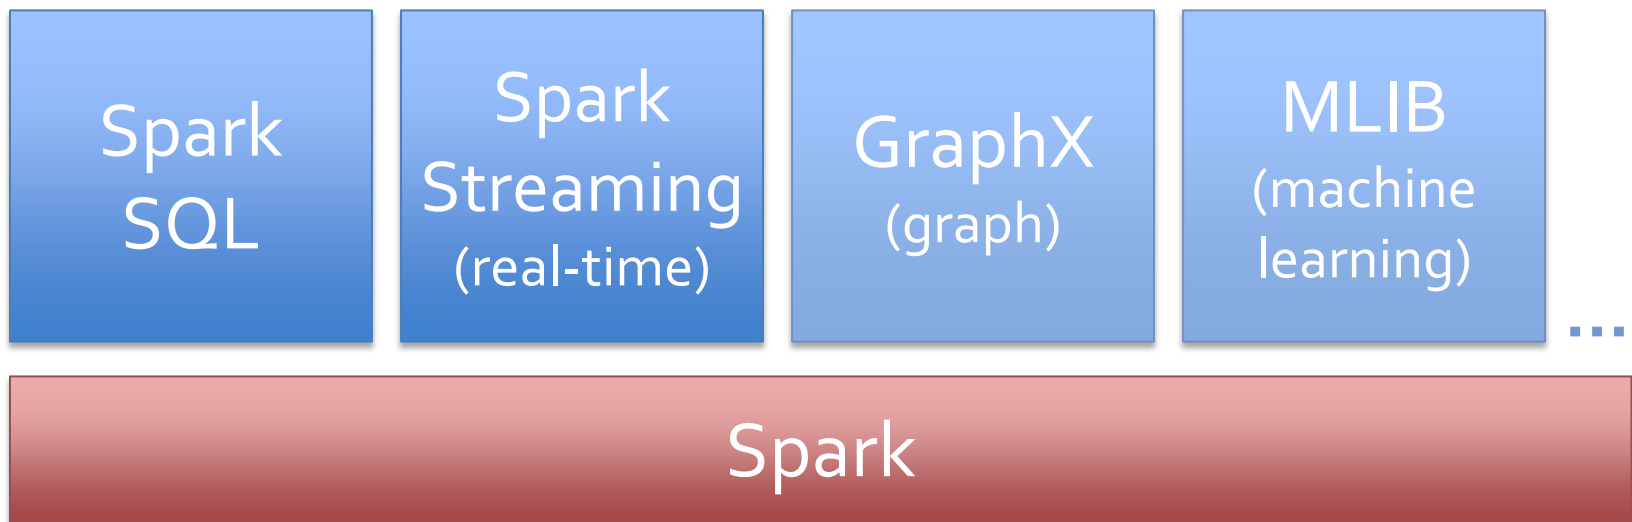 Spark
SQL
Spark
Streaming
(real-time)
GraphX
(graph)
MLIB
(machine
learning)
...
Spark